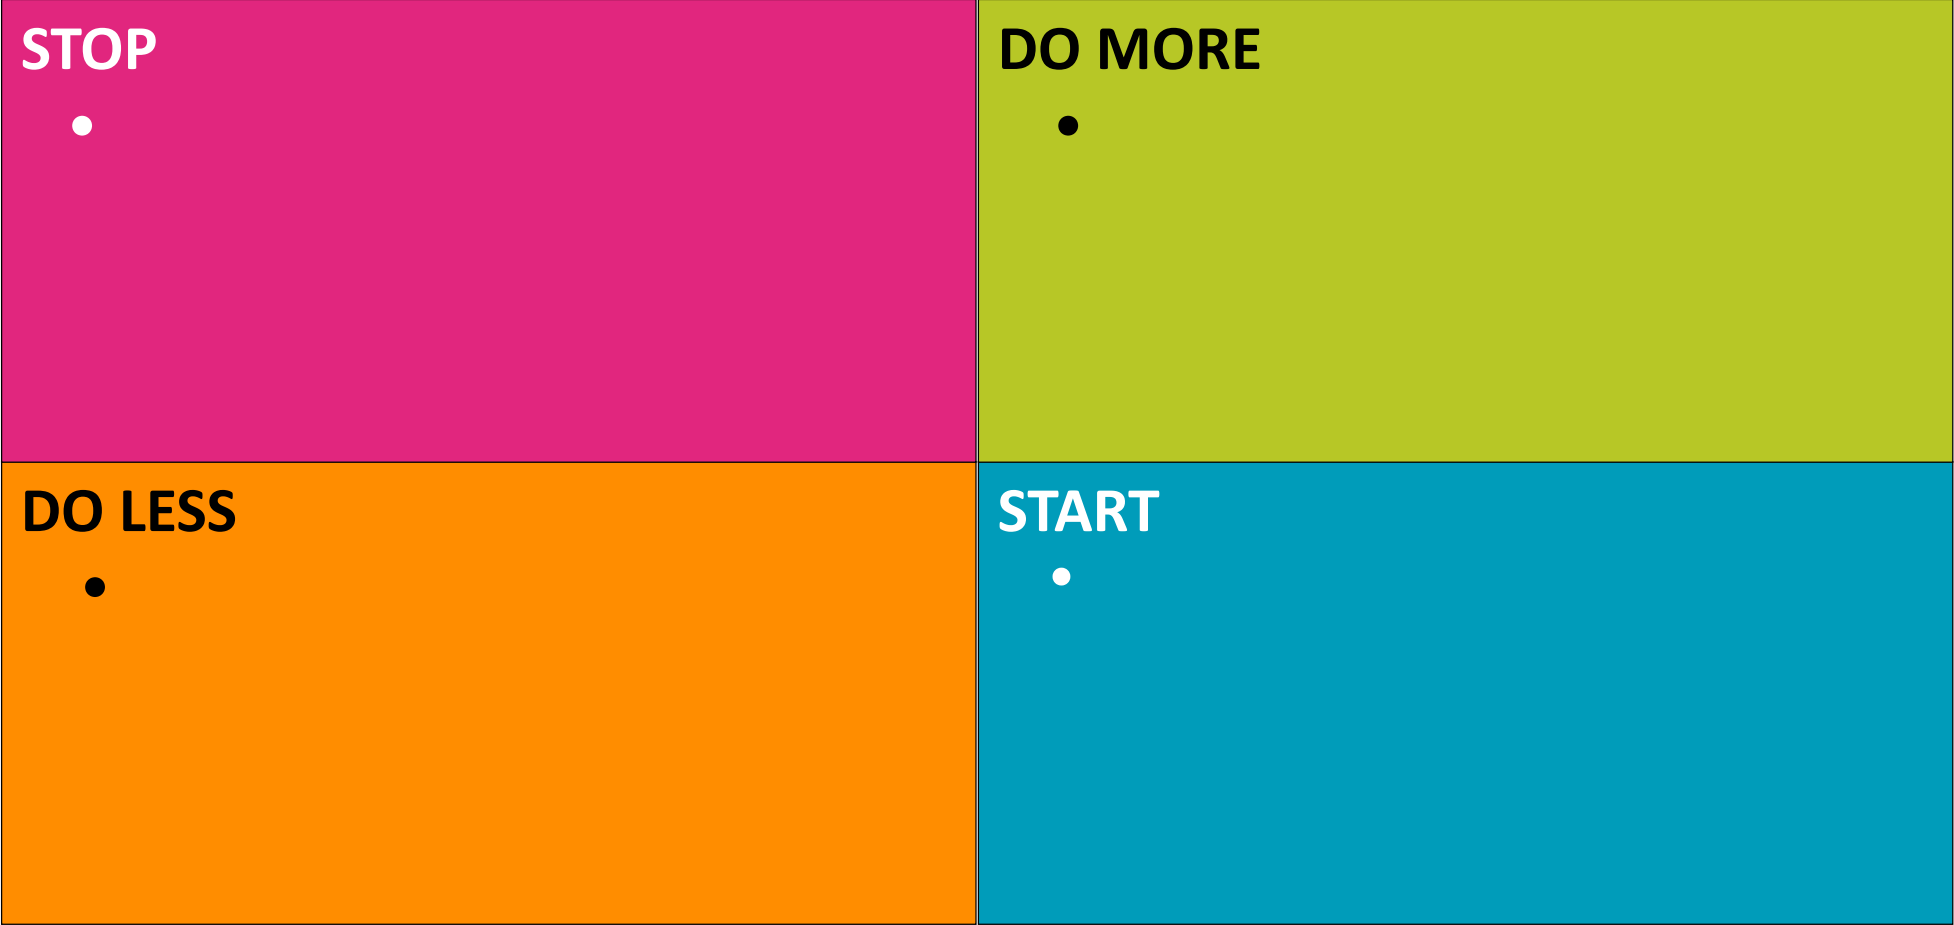 STOP
•
DO MORE
•
DO LESS
•
START
•